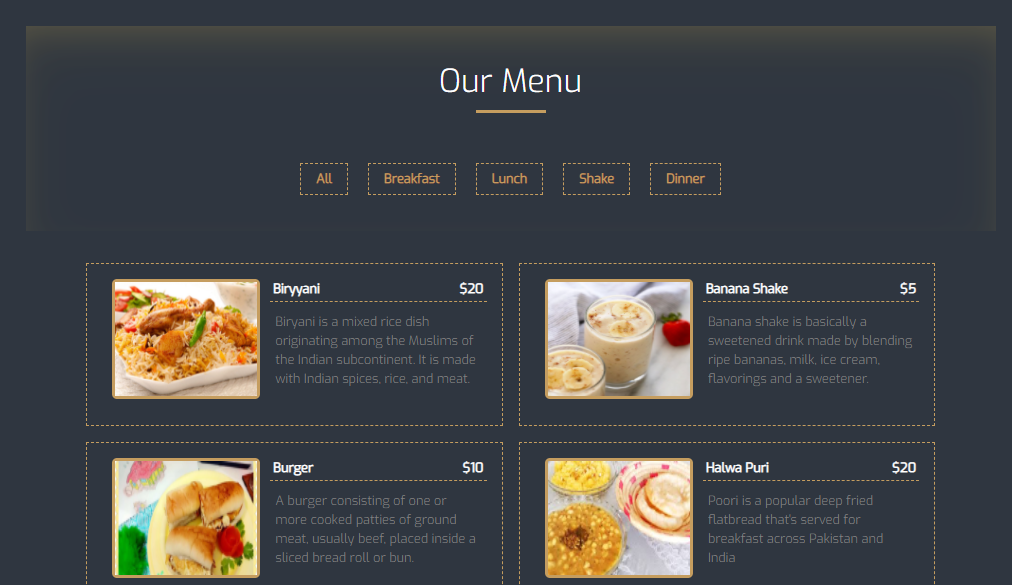 Our Menu
All
Breakfast
Lunch
Shake
Dinner
Biryyani $20
Biryani is a mixed rice dish
originating among the Muslims of
the Indian subcontinent. It is made
with Indian spices, rice, and meat.
Banana Shake $5
Banana shake is basically a
sweetened drink made by blending
ripe bananas, milk, ice cream,
flavorings and a sweetener.
Burger $10
A burger consisting of one or
more cooked patties of ground
meat, usually beef, placed inside a
sliced bread roll or bun.
Halwa Puri $20
Poori is a popular deep fried
flatbread that's served for
breakfast across Pakistan and
India